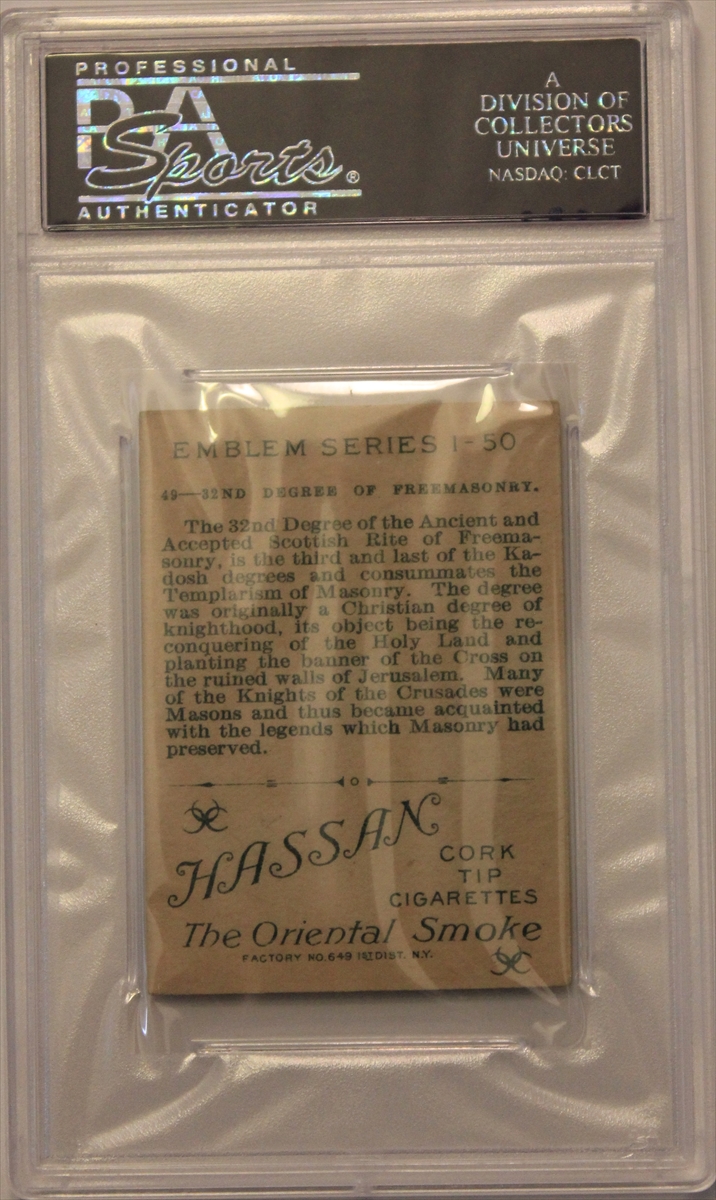 PROFESSIONAL
PSA
Sports®
AUTHENTICATOR
A
DIVISION OF
COLLECTORS
UNIVERSE
NASDAQ: CLCT
EMBLEM SERIES 1-50
49—32ND DEGREE OF FREEMASONRY.
The 32nd Degree of the Ancient and
Accepted Scottish Rite of Freema-
sonry, is the third and last of the Ka-
dosh degrees and consummates the
Templarism of Masonry. The degree
was originally a Christian degree of
knighthood, its object being the re-
conquering of the Holy Land and
planting the banner of the Cross on
the ruined walls of Jerusalem. Many
of the Knights of the Crusades were
Masons and thus became acquainted
with the legends which Masonry had
preserved.
HASSAN
CORK
TIP
CIGARETTES
The Oriental Smoke
FACTORY NO. 649 1ST DIST. N.Y.